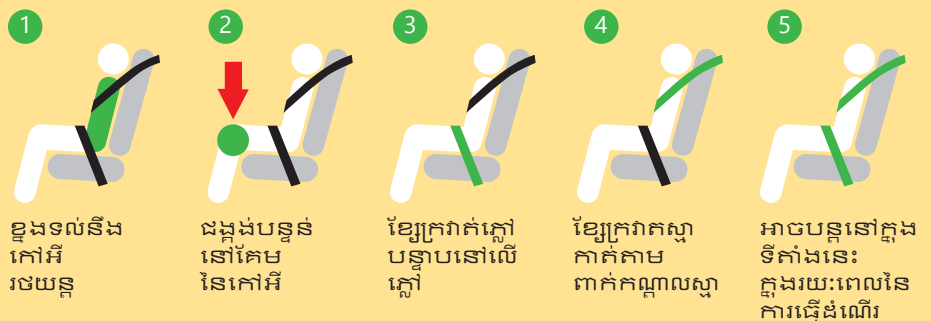 1
2
3
4
5
ខ្នងទល់នឹង
កៅអី
រថយន្ត
ជង្គង់បន្ទន់
នៅគែម
នៃកៅអី
ខ្សែក្រវាត់ភ្លៅ
បន្ទាបនៅលើ
ភ្លៅ
ខ្សែក្រវាតស្មា
កាត់តាម
ពាក់កណ្តាលស្មា
អាចបន្តនៅក្នុង
ទីតាំងនេះ
ក្នុងរយៈពេលនៃ
ការធ្វើដំណើរ